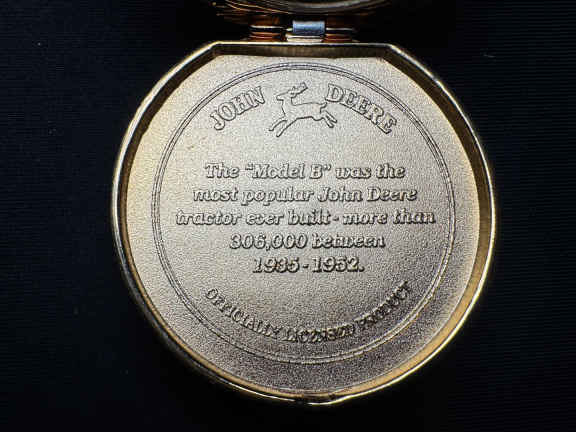 JOHN DEERE
The "Model B" was the
most popular John Deere
tractor ever built - more than
306,000 between
1935 - 1952.
OFFICIALLY LICENSED PRODUCT